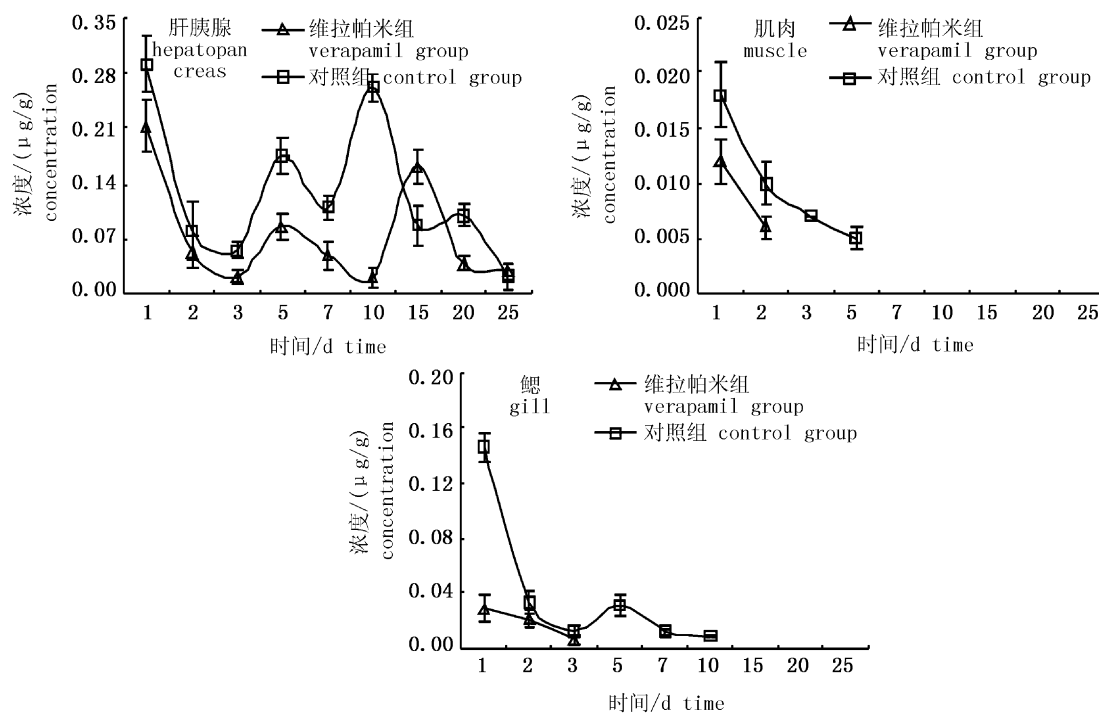 0.35
0.28
0.21
0.14
0.07
0.00
浓度/(μg/g)
concentration
肝胰腺
hepatopan
creas
维拉帕米组
verapamil group
对照组 control group
1 2 3 5 7 10 15 20 25
时间/d time
0.025
0.020
0.015
0.010
0.005
0.000
浓度/(μg/g)
concentration
肌肉
muscle
维拉帕米组
verapamil group
对照组 control group
1 2 3 5 7 10 15 20 25
时间/d time
0.20
0.16
0.12
0.08
0.04
0.00
浓度/(μg/g)
concentration
鳃
gill
维拉帕米组
verapamil group
对照组 control group
1 2 3 5 7 10 15 20 25
时间/d time